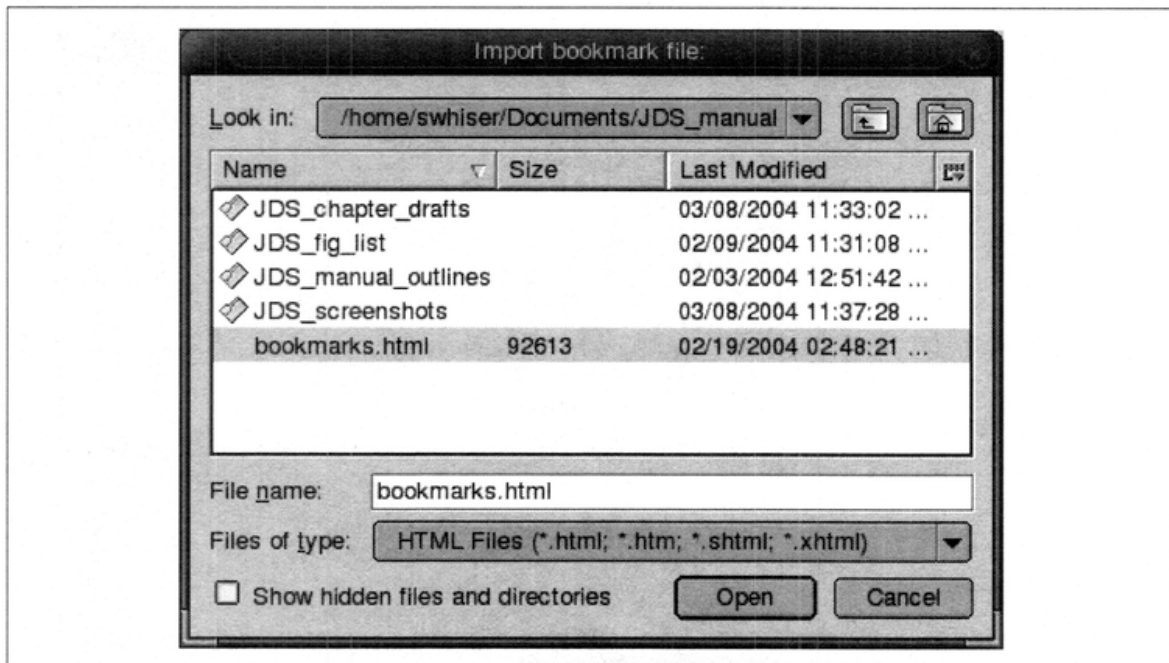 Import bookmark file:
Look in: /home/swhiser/Documents/JDS_manual
Name Size Last Modified
JDS_chapter_drafts 03/08/2004 11:33:02 ...
JDS_fig_list 02/09/2004 11:31:08 ...
JDS_manual_outlines 02/03/2004 12:51:42 ...
JDS_screenshots 03/08/2004 11:37:28 ...
bookmarks.html 92613 02/19/2004 02:48:21 ...
File name: bookmarks.html
Files of type: HTML Files (*.html; *.htm; *.shtml; *.xhtml)
Show hidden files and directories Open Cancel